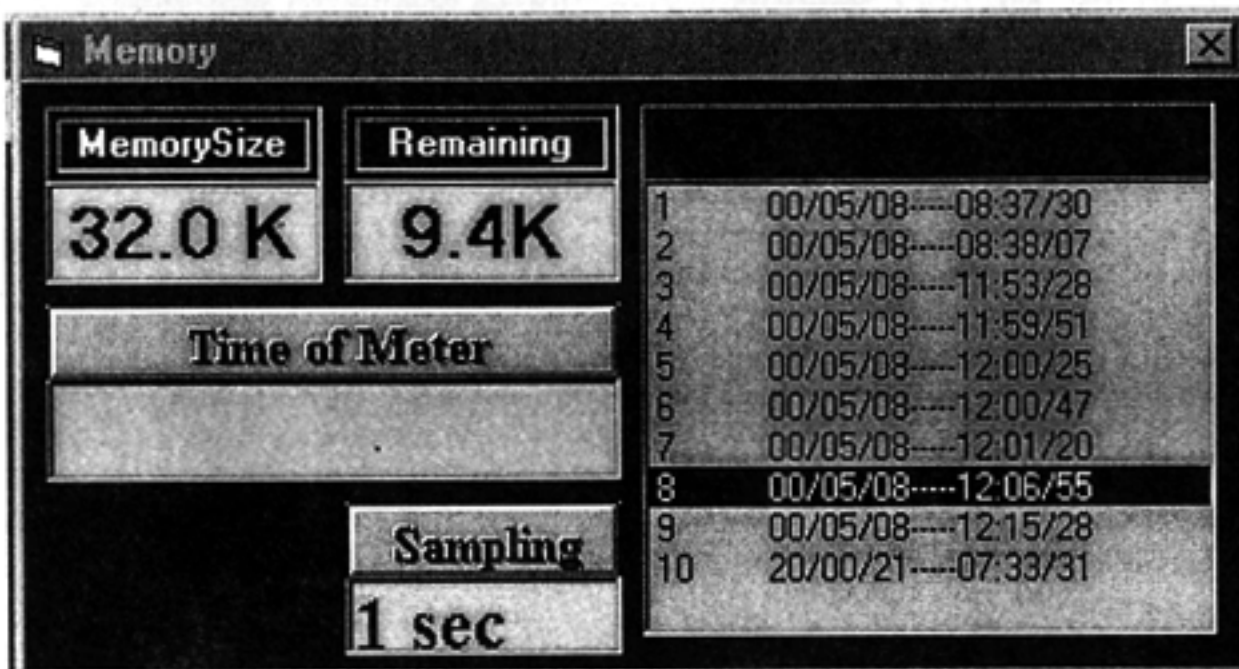 Memory
MemorySize
Remaining
32.0 K
9.4K
Time of Meter
Sampling
1 sec
1 00/05/08-----08:37/30
2 00/05/08-----08:38/07
3 00/05/08-----11:53/28
4 00/05/08-----11:59/51
5 00/05/08-----12:00/25
6 00/05/08-----12:00/47
7 00/05/08-----12:01/20
8 00/05/08-----12:06/55
9 00/05/08-----12:15/28
10 20/00/21-----07:33/31